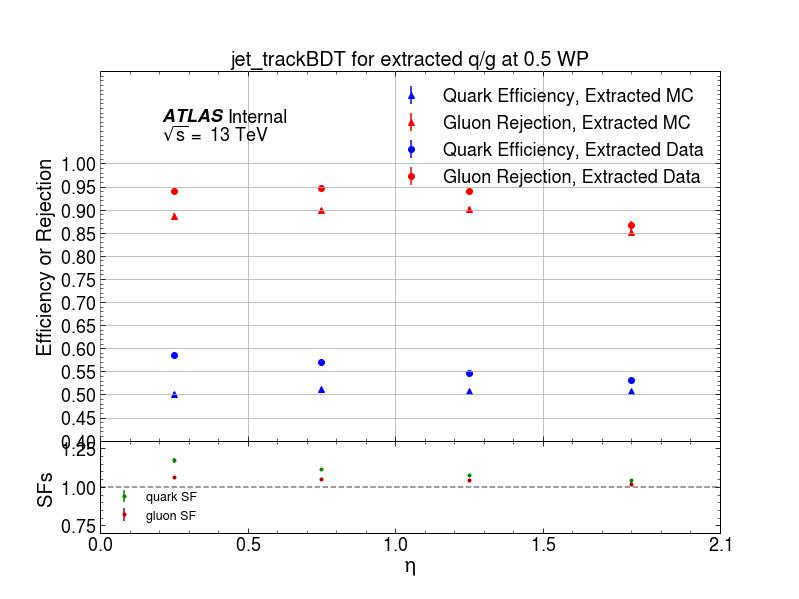 jet_trackBDT for extracted q/g at 0.5 WP
ATLAS Internal
√s = 13 TeV
Quark Efficiency, Extracted MC
Gluon Rejection, Extracted MC
Quark Efficiency, Extracted Data
Gluon Rejection, Extracted Data
Efficiency or Rejection
1.00
0.95
0.90
0.85
0.80
0.75
0.70
0.65
0.60
0.55
0.50
0.45
0.40
SFs
1.25
1.00
0.75
quark SF
gluon SF
0.0 0.5 1.0 1.5 2.1
η